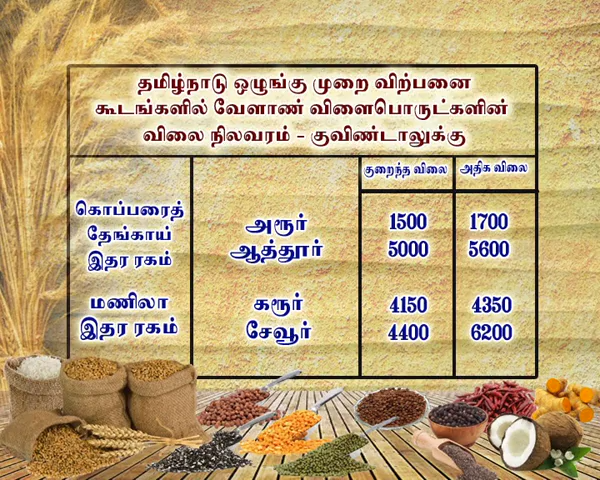 தமிழ்நாடு ஒழுங்கு முறை விற்பனை
கூடங்களில் வேளாண் விளைபொருட்களின்
விலை நிலவரம் - குவிண்டாலுக்கு
குறைந்த விலை அதிக விலை
கொப்பரைத்
தேங்காய்
இதர ரகம்
அரூர் 1500 1700
ஆத்தூர் 5000 5600
மணிலா கரூர் 4150 4350
இதர ரகம் சேவூர் 4400 6200